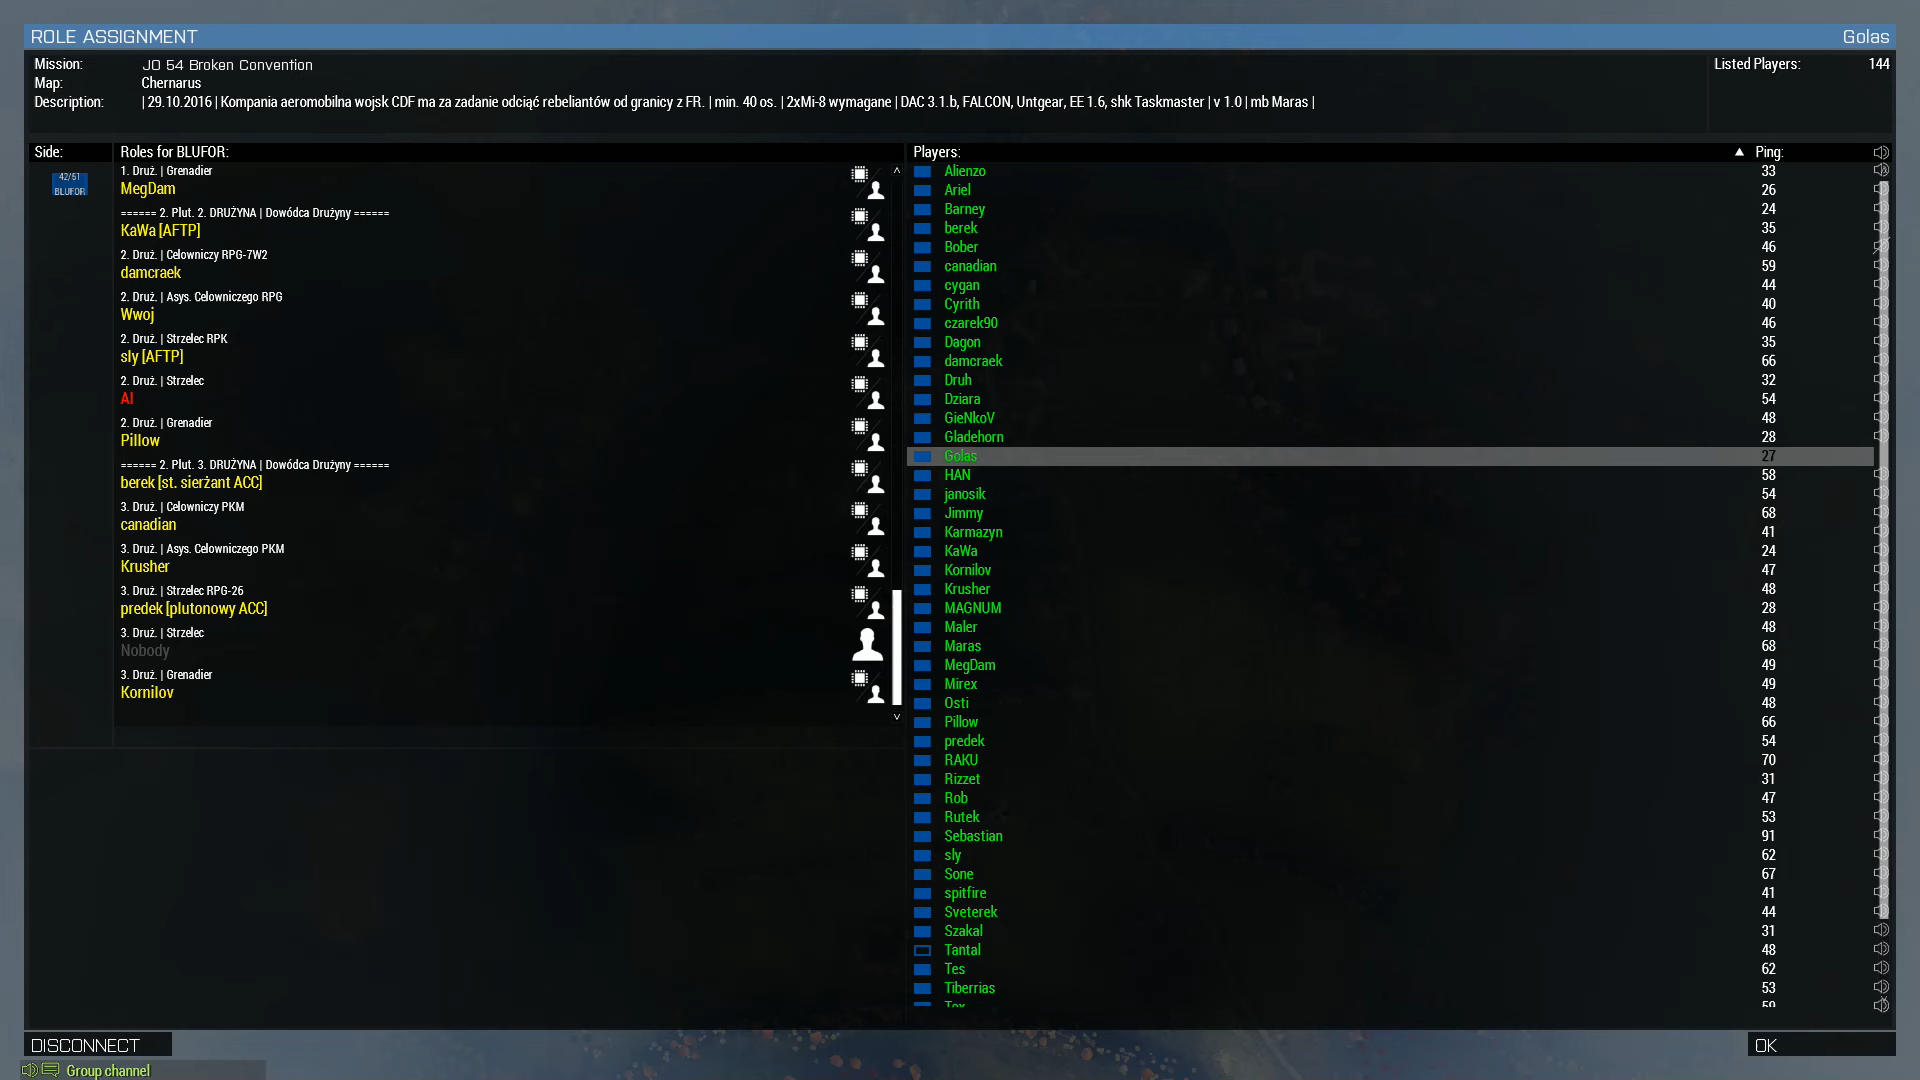 ROLE ASSIGNMENT
Golas
Mission: JO 54 Broken Convention
Listed Players: 144
Map: Chernarus
Description: | 29.10.2016 | Kompania aeromobilna wojsk CDF ma za zadanie odciąć rebeliantów od granicy z FR. | min. 40 os. | 2xMi-8 wymagane | DAC 3.1.b, FALCON, Untgear, EE 1.6, shk Taskmaster | v 1.0 | mb Maras |
Side:
42/51
BLUFOR
Roles for BLUFOR:
1. Druż. | Grenadier
MegDam
====== 2. Plut. 2. DRUŻYNA | Dowódca Drużyny ======
KaWa [AFTP]
2. Druż. | Celowniczy RPG-7W2
damcraek
2. Druż. | Asys. Celowniczego RPG
Wwoj
2. Druż. | Strzelec RPK
sly [AFTP]
2. Druż. | Strzelec
AI
2. Druż. | Grenadier
Pillow
====== 2. Plut. 3. DRUŻYNA | Dowódca Drużyny ======
berek [st. sierżant ACC]
3. Druż. | Celowniczy PKM
canadian
3. Druż. | Asys. Celowniczego PKM
Krusher
3. Druż. | Strzelec RPG-26
predek [plutonowy ACC]
3. Druż. | Strzelec
Nobody
3. Druż. | Grenadier
Kornilov
Players: Ping:
Alienzo 33
Ariel 26
Barney 24
berek 35
Bober 46
canadian 59
cygan 44
Cyrith 40
czarek90 46
Dagon 35
damcraek 66
Druh 32
Dziara 54
GieNkoV 48
Gladehorn 28
Golas 27
HAN 58
janosik 54
Jimmy 68
Karmazyn 41
KaWa 24
Kornilov 47
Krusher 48
MAGNUM 28
Maler 48
Maras 68
MegDam 49
Mirex 49
Osti 48
Pillow 66
predek 54
RAKU 70
Rizzet 31
Rob 47
Rutek 53
Sebastian 91
sly 62
Sone 67
spitfire 41
Sveterek 44
Szakal 31
Tantal 48
Tes 62
Tiberrias 53
DISCONNECT
OK
Group channel